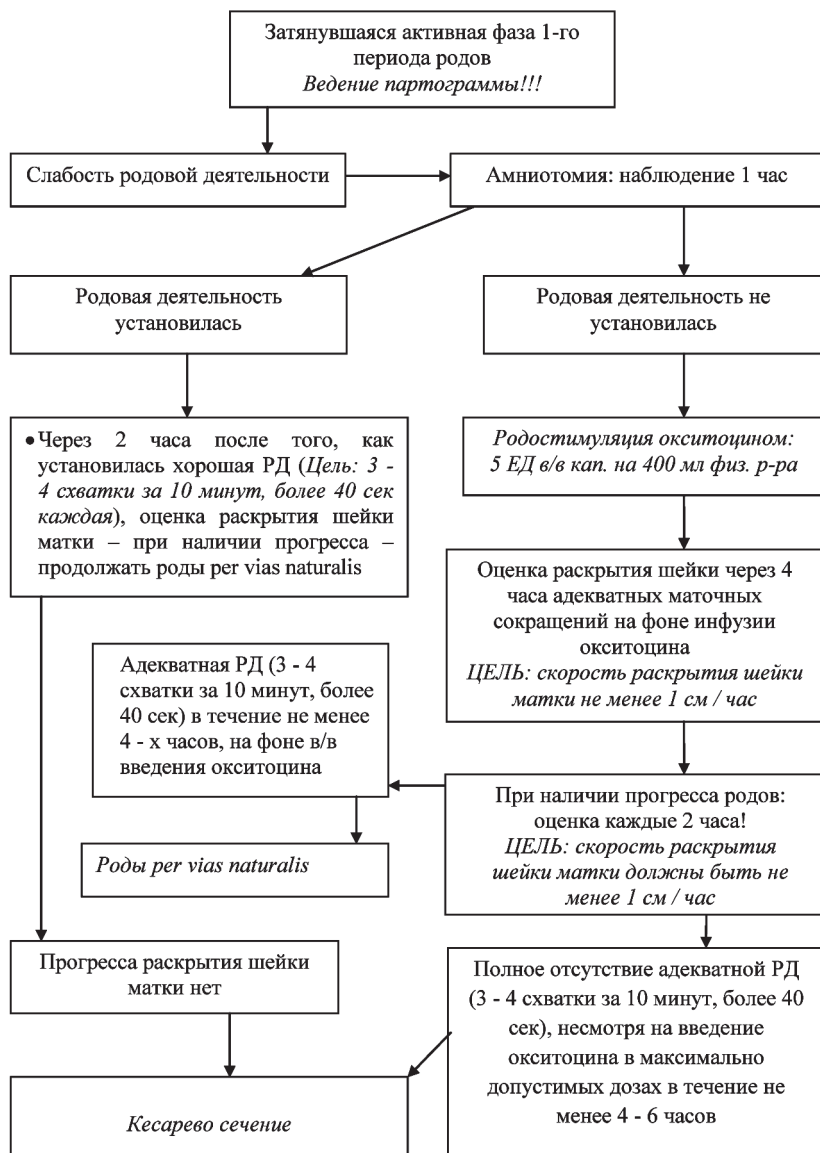 Затянувшаяся активная фаза 1-го
периода родов
Ведение партограммы!!!
Слабость родовой деятельности
Амниотомия: наблюдение 1 час
Родовая деятельность
установилась
Родовая деятельность не
установилась
•Через 2 часа после того, как
установилась хорошая РД (Цель: 3 -
4 схватки за 10 минут, более 40 сек
каждая), оценка раскрытия шейки
матки – при наличии прогресса –
продолжать роды per vias naturalis
Родостимуляция окситоцином:
5 ЕД в/в кап. на 400 мл физ. р-ра
Оценка раскрытия шейки через 4
часа адекватных маточных
сокращений на фоне инфузии
окситоцина
ЦЕЛЬ: скорость раскрытия шейки
матки не менее 1 см / час
Адекватная РД (3 - 4
схватки за 10 минут, более
40 сек) в течение не менее
4 - х часов, на фоне в/в
введения окситоцина
При наличии прогресса родов:
оценка каждые 2 часа!
ЦЕЛЬ: скорость раскрытия
шейки матки должны быть не
менее 1 см / час
Роды per vias naturalis
Прогресса раскрытия шейки
матки нет
Полное отсутствие адекватной РД
(3 - 4 схватки за 10 минут, более 40
сек), несмотря на введение
окситоцина в максимально
допустимых дозах в течение не
менее 4 - 6 часов
Кесарево сечение